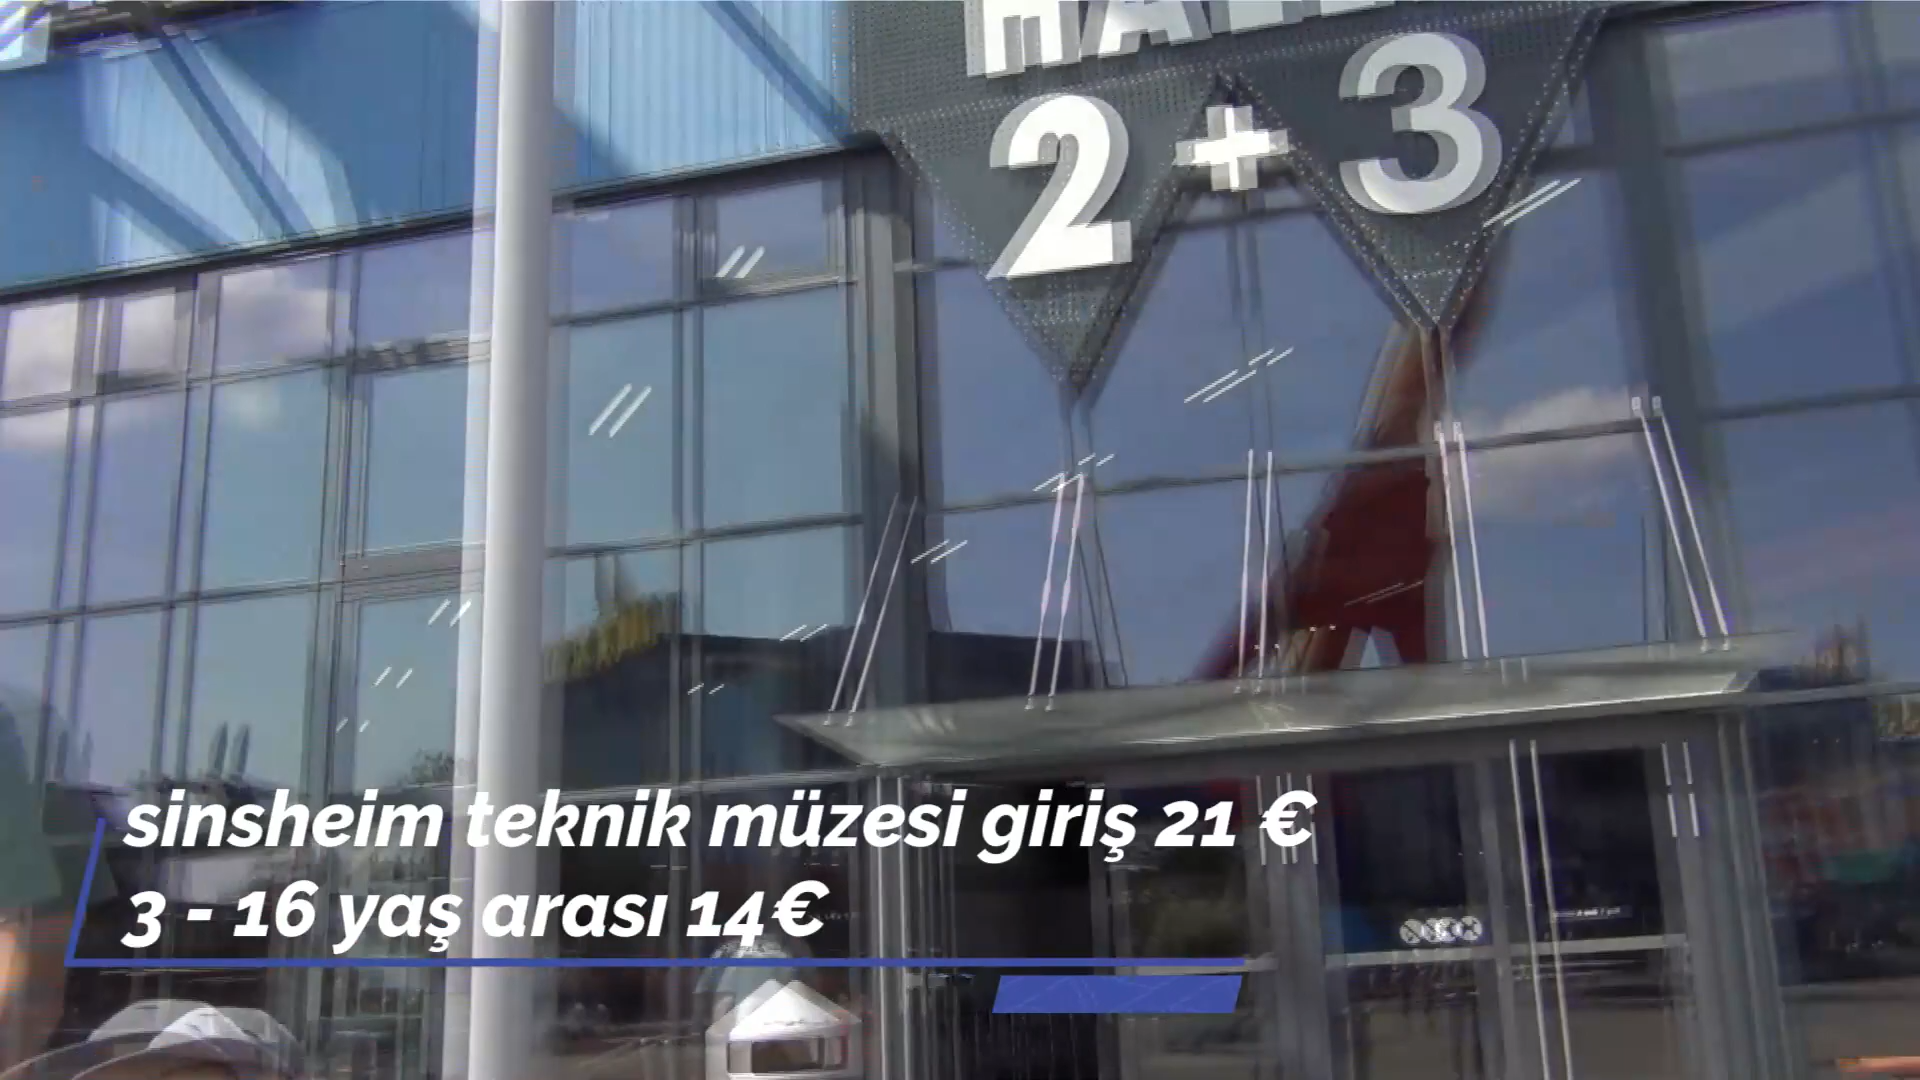 2 + 3
sinsheim teknik müzesi giriş 21 €
3 - 16 yaş arası 14€